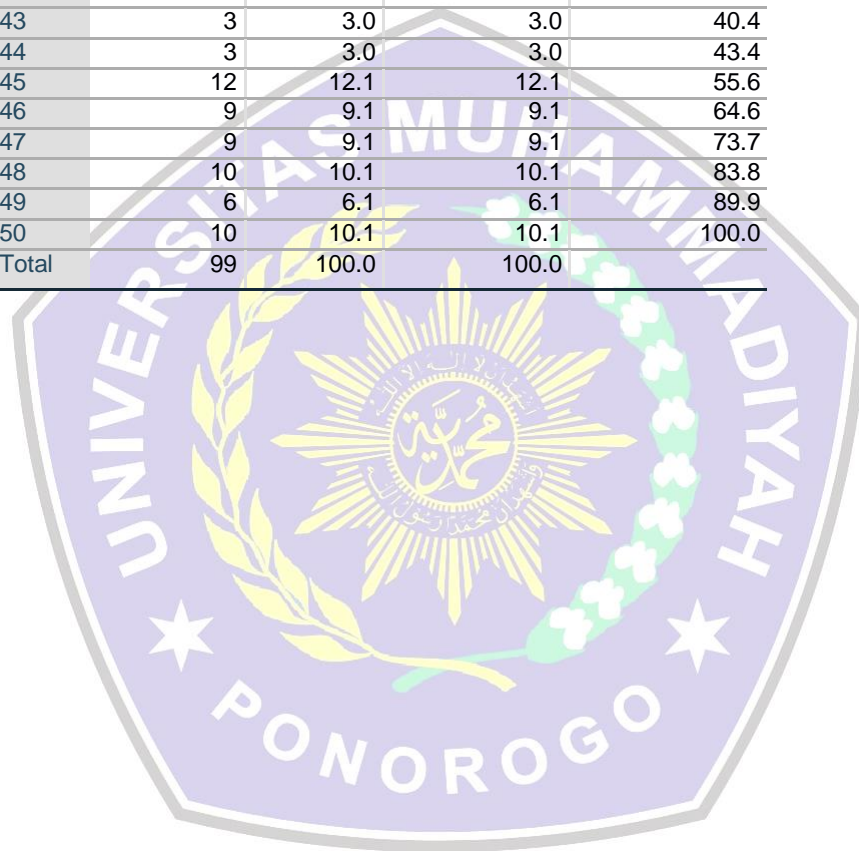 43 3 3.0 3.0 40.4
44 3 3.0 3.0 43.4
45 12 12.1 12.1 55.6
46 9 9.1 9.1 64.6
47 9 9.1 9.1 73.7
48 10 10.1 10.1 83.8
49 6 6.1 6.1 89.9
50 10 10.1 10.1 100.0
Total 99 100.0 100.0
UNIVERSITAS MUHAMMADIYAH
محمدية
PONOROGO